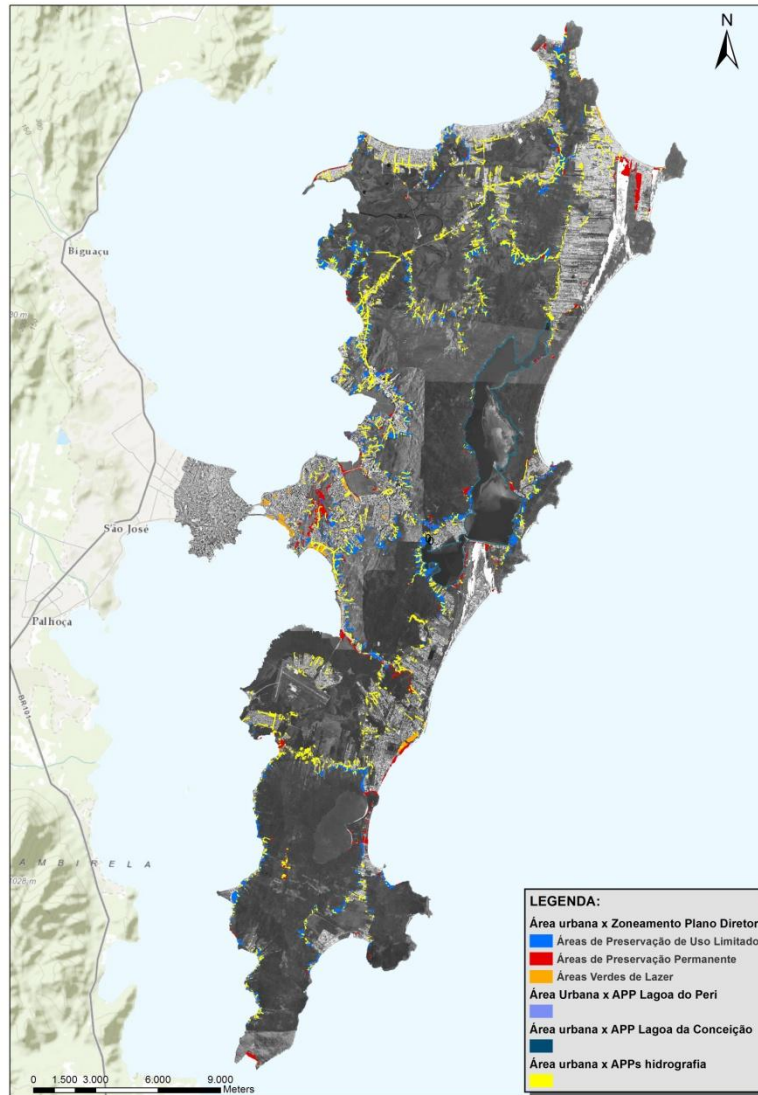 N
Biguaçu
São José
Palhoça
BR-101
AMBIRELA
1028 m
LEGENDA:
Área urbana x Zoneamento Plano Diretor
Áreas de Preservação de Uso Limitado
Áreas de Preservação Permanente
Áreas Verdes de Lazer
Área Urbana x APP Lagoa do Peri
Área urbana x APP Lagoa da Conceição
Área urbana x APPs hidrografia
0 1.500 3.000 6.000 9.000
Meters